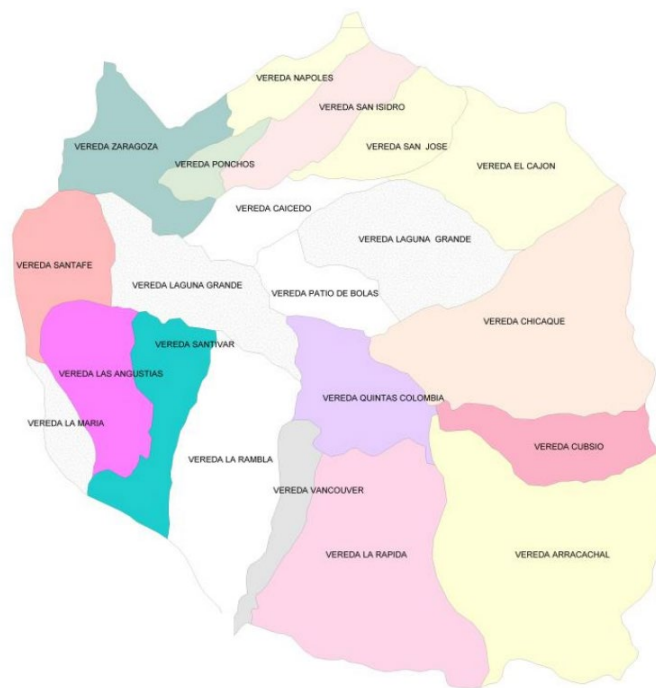 VEREDA NAPOLES
VEREDA SAN ISIDRO
VEREDA ZARAGOZA
VEREDA SAN JOSE
VEREDA PONCHOS
VEREDA EL CAJON
VEREDA CAICEDO
VEREDA LAGUNA GRANDE
VEREDA SANTAFE
VEREDA LAGUNA GRANDE
VEREDA PATIO DE BOLAS
VEREDA CHICAQUE
VEREDA SANTIVAR
VEREDA LAS ANGUSTIAS
VEREDA QUINTAS COLOMBIA
VEREDA LA MARIA
VEREDA CUBSIO
VEREDA LA RAMBLA
VEREDA VANCOUVER
VEREDA LA RAPIDA
VEREDA ARRACACHAL